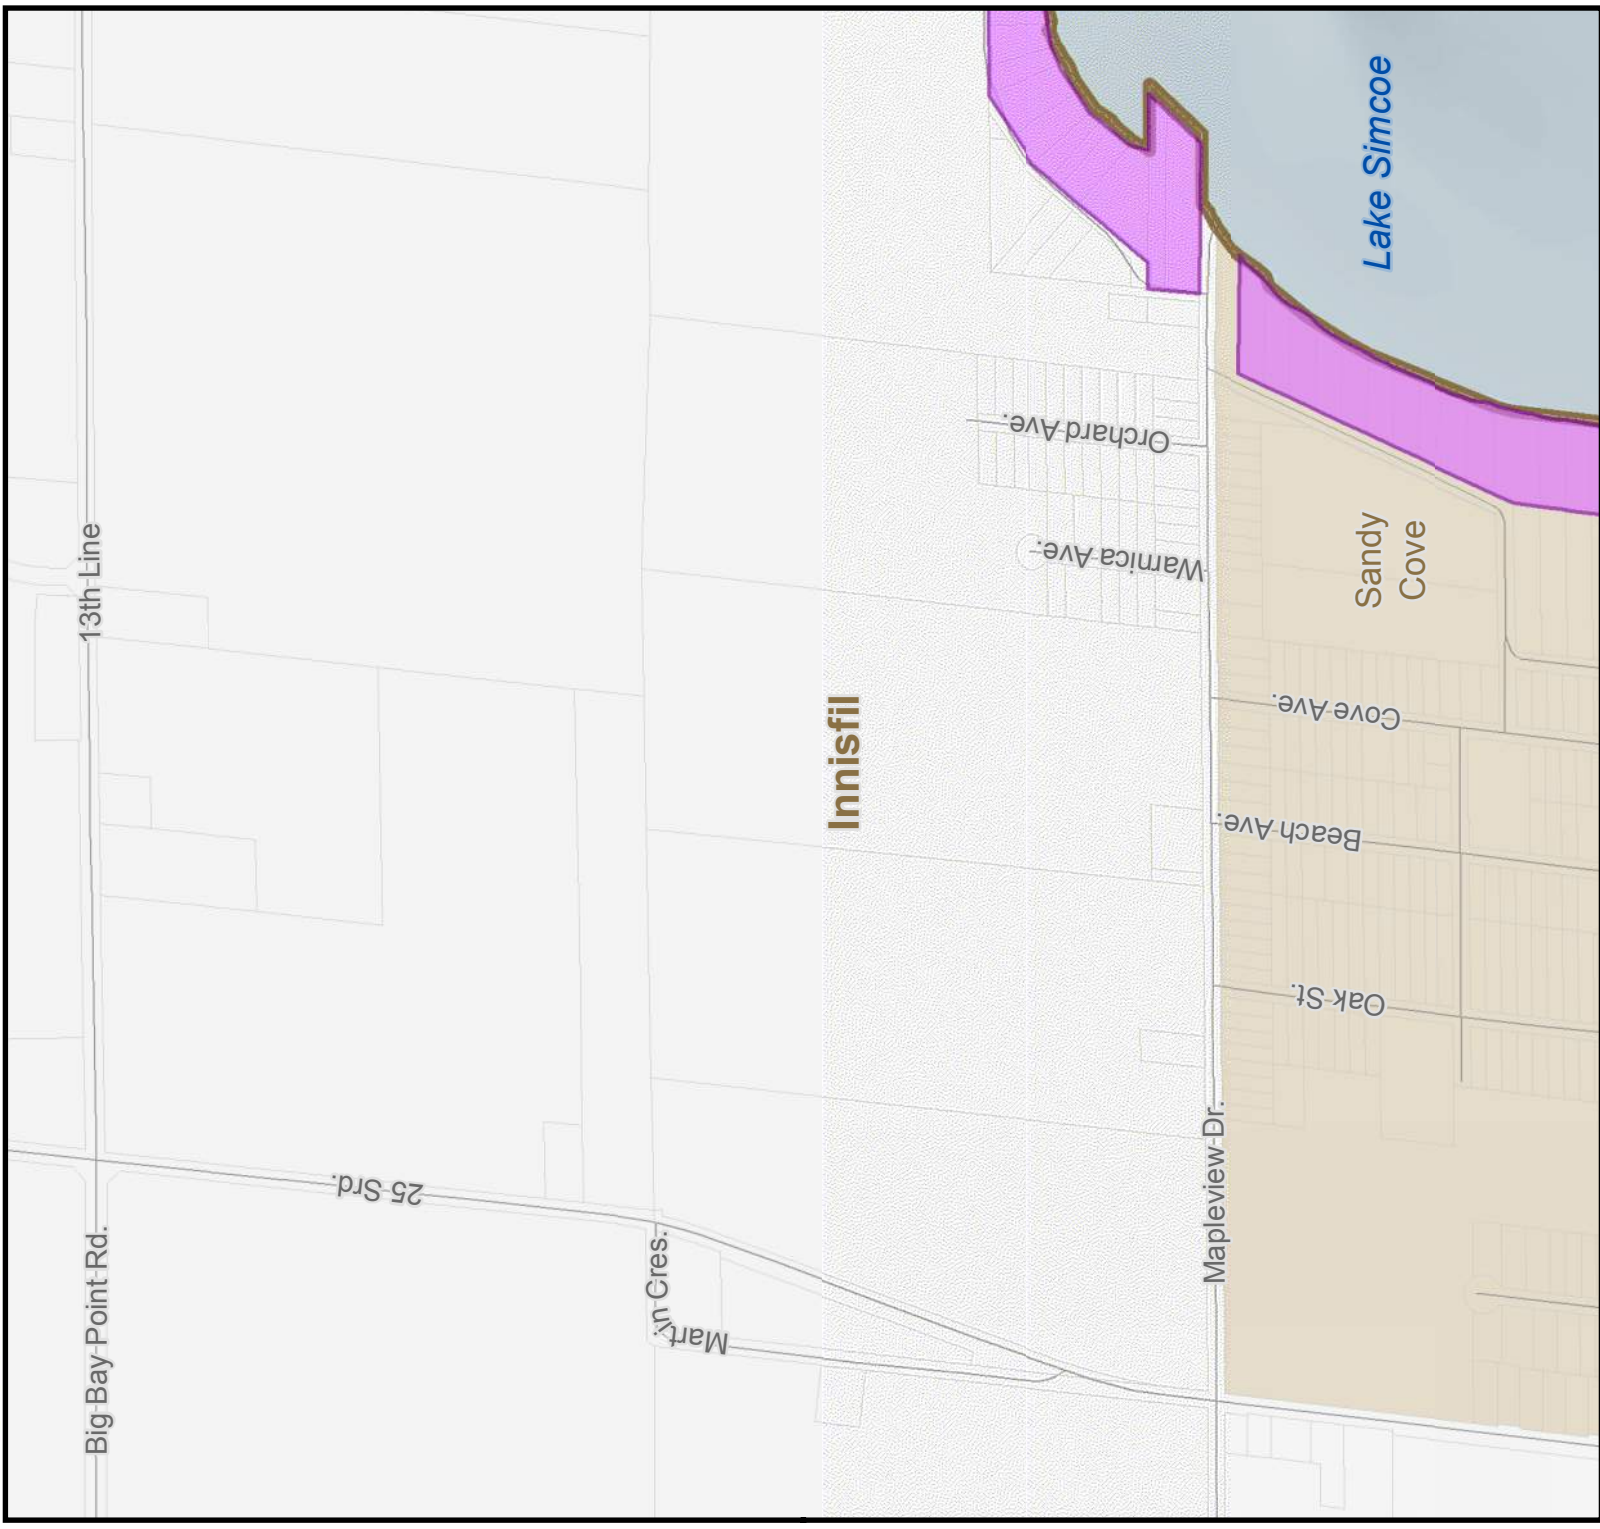 13th Line
Big Bay Point Rd.
25 Srd.
Martin Cres.
Innisfil
Orchard Ave.
Warnica Ave.
Mapleview Dr.
Lake Simcoe
Sandy
Cove
Cove Ave.
Beach Ave.
Oak St.